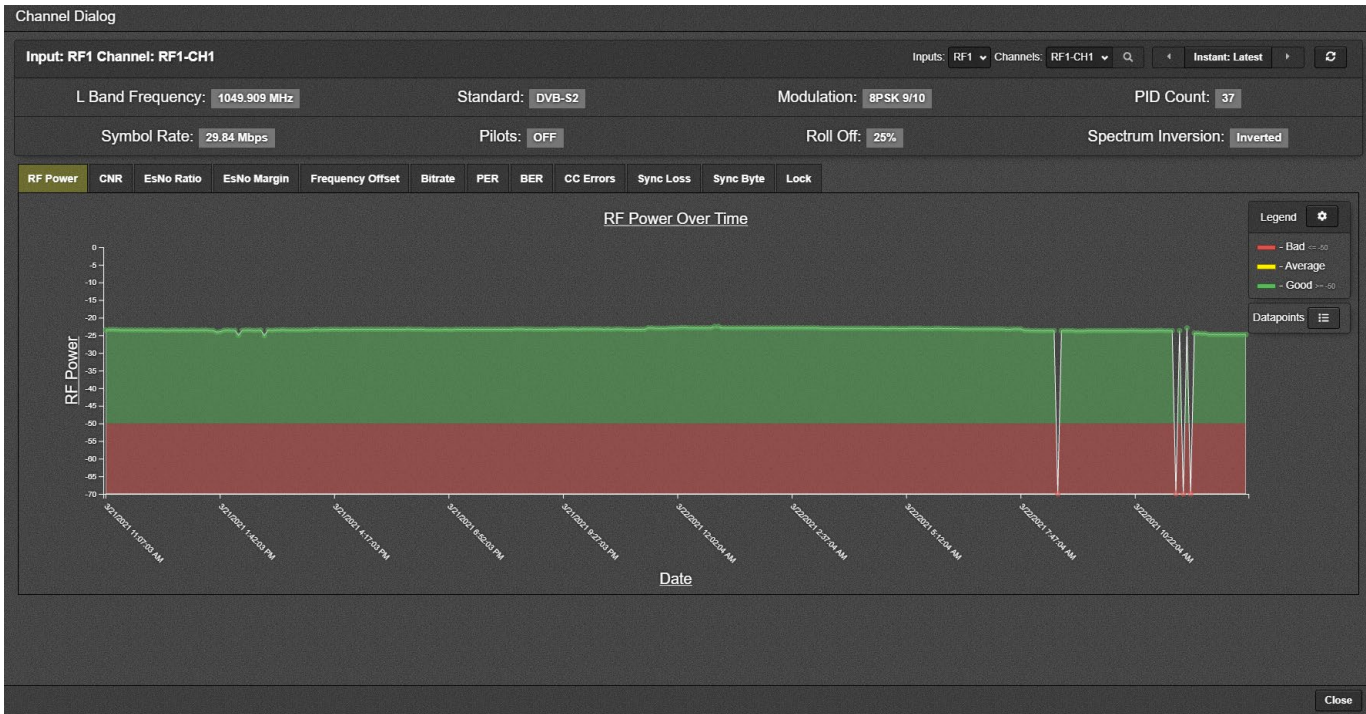 Channel Dialog
Input: RF1 Channel: RF1-CH1
Inputs: RF1 Channels: RF1-CH1 Instant: Latest
L Band Frequency: 1049.909 MHz Standard: DVB-S2 Modulation: 8PSK 9/10 PID Count: 37
Symbol Rate: 29.84 Mbps Pilots: OFF Roll Off: 25% Spectrum Inversion: Inverted
RF Power CNR EsNo Ratio EsNo Margin Frequency Offset Bitrate PER BER CC Errors Sync Loss Sync Byte Lock
RF Power Over Time
Legend
- Bad <= -50
- Average
- Good >= -50
Datapoints
RF Power
0
-5
-10
-15
-20
-25
-30
-35
-40
-45
-50
-55
-60
-65
-70
3/21/2021 11:07:03 AM
3/21/2021 1:42:03 PM
3/21/2021 4:17:03 PM
3/21/2021 6:52:03 PM
3/21/2021 9:27:03 PM
3/22/2021 12:02:04 AM
3/22/2021 2:37:04 AM
3/22/2021 5:12:04 AM
3/22/2021 7:47:04 AM
3/22/2021 10:22:04 AM
Date
Close